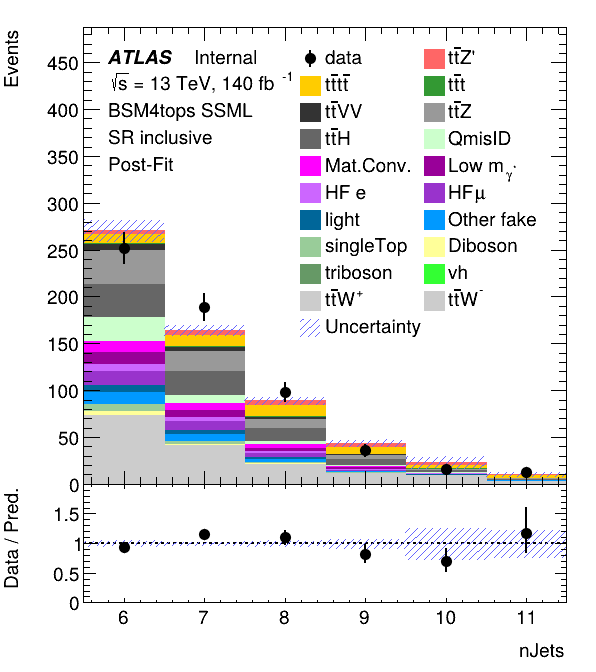 Events
450
400
350
300
250
200
150
100
50
0
ATLAS Internal
√s = 13 TeV, 140 fb -1
BSM4tops SSML
SR inclusive
Post-Fit
data
tt̄Z'
tt̄tt̄
tt̄t
tt̄VV
tt̄Z
tt̄H
QmisID
Mat.Conv.
Low mγ*
HF e
HFμ
light
Other fake
singleTop
Diboson
triboson
vh
tt̄W+
tt̄W-
Uncertainty
Data / Pred.
1.5
1
0.5
0
6 7 8 9 10 11
nJets